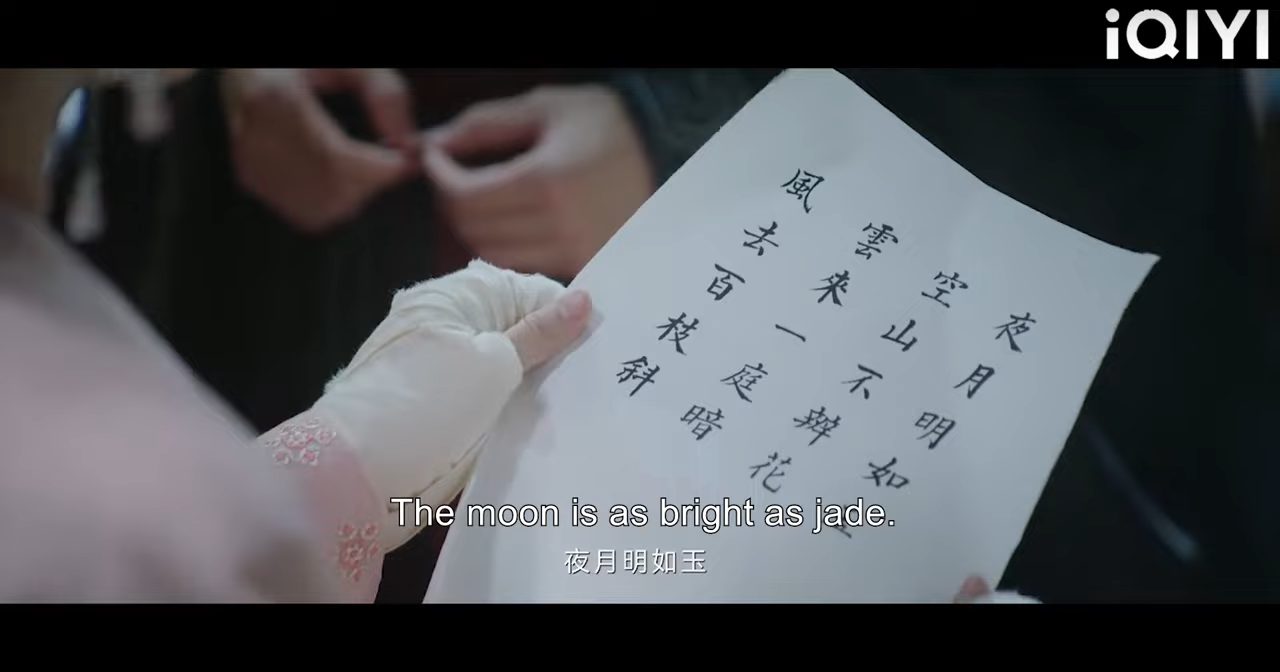 iQIYI
夜月明如
空山不辨花
雲來一庭暗
風去百枝斜
The moon is as bright as jade.
夜月明如玉